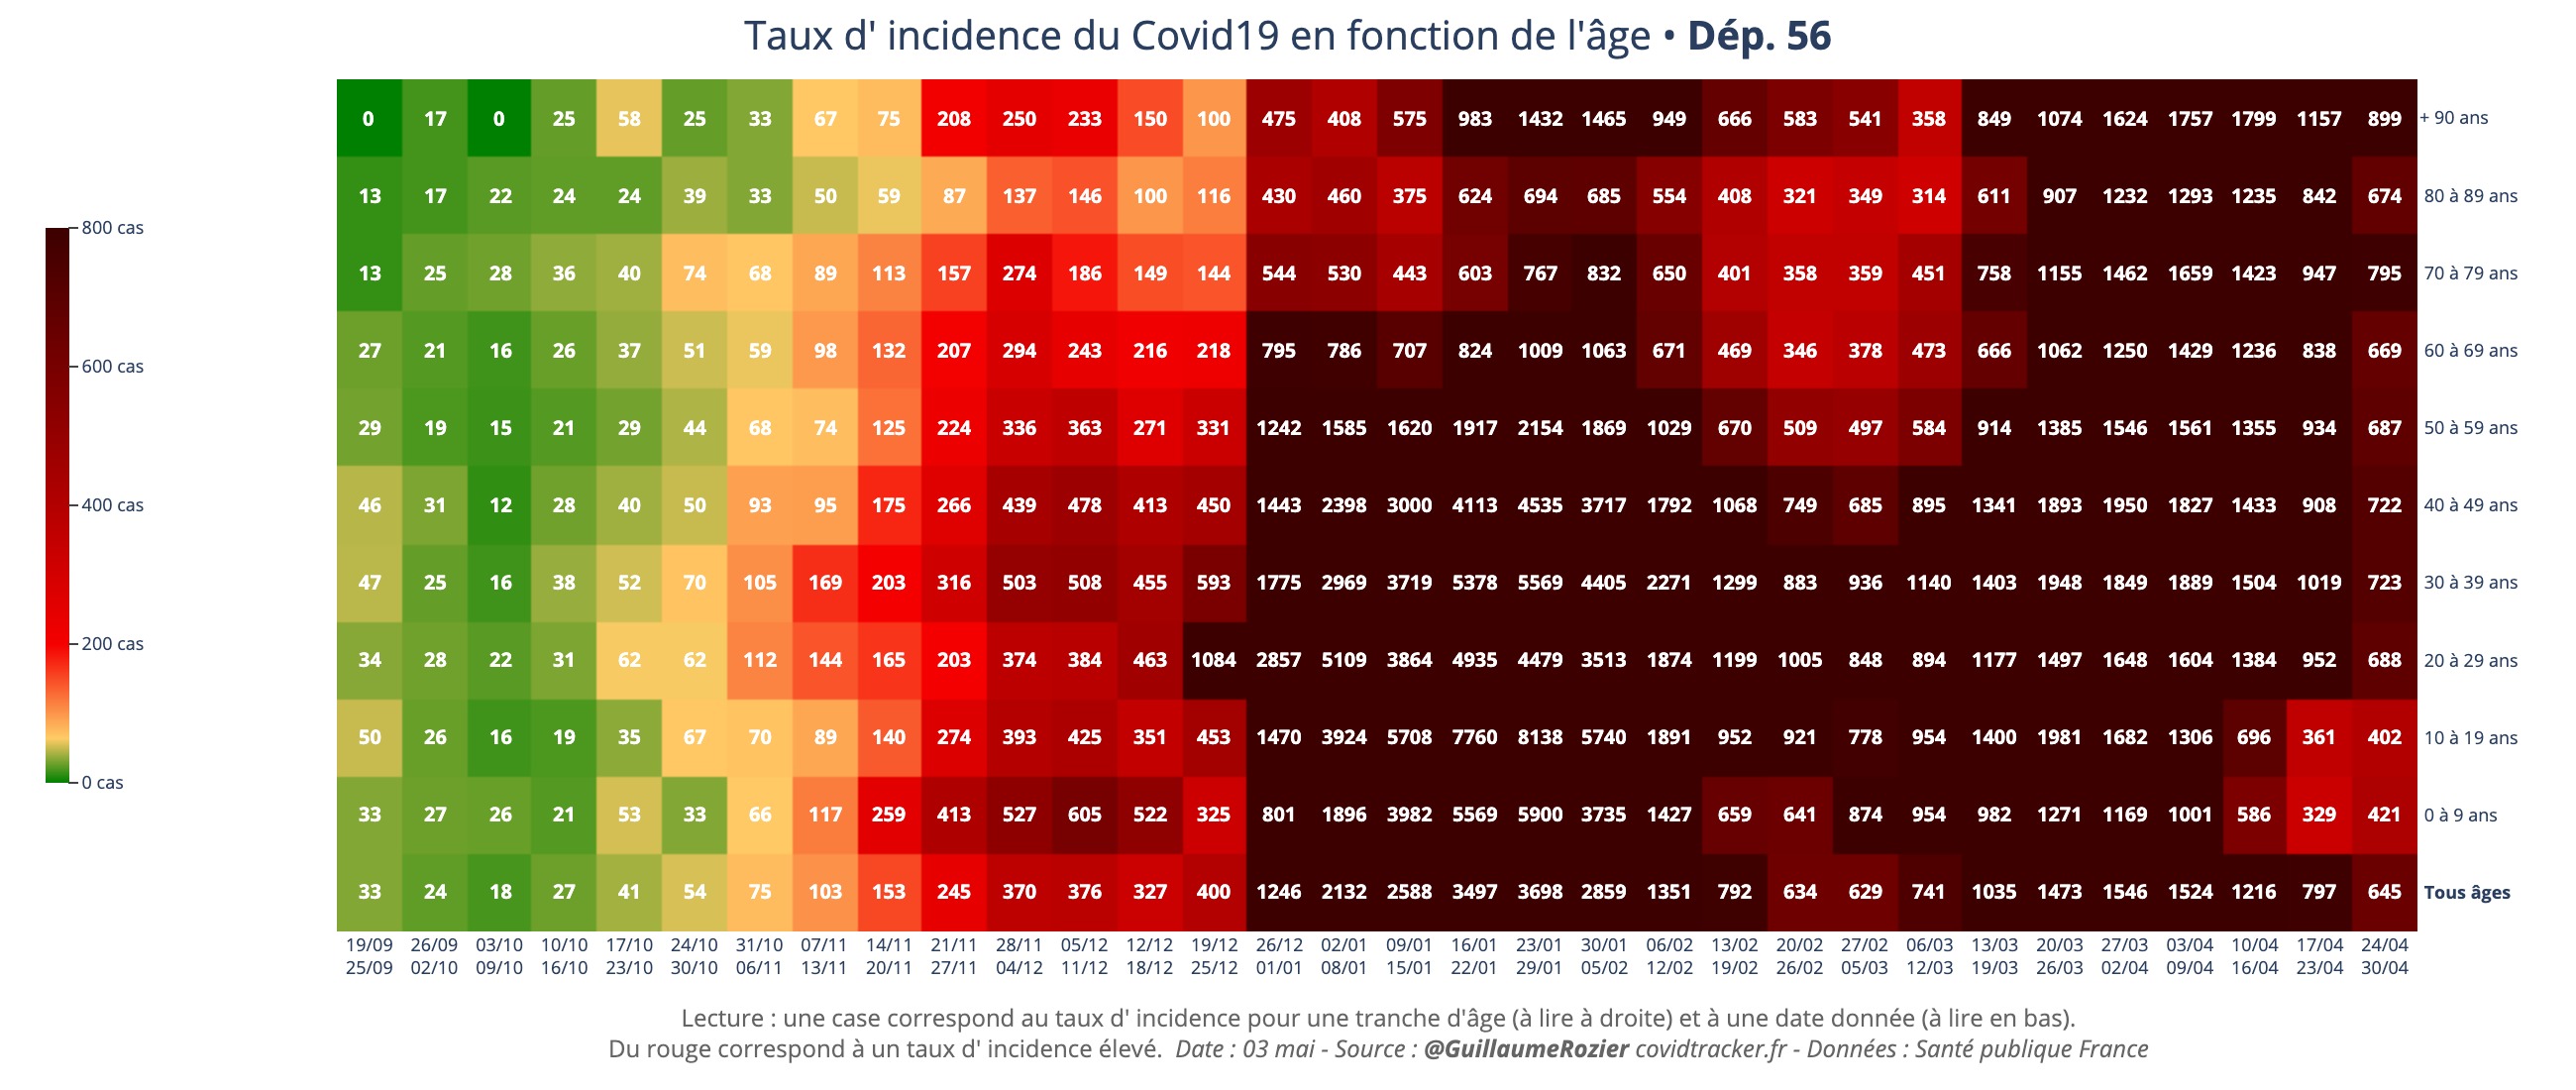 Taux d' incidence du Covid19 en fonction de l'âge • Dép. 56
0 17 0 25 58 25 33 67 75 208 250 233 150 100 475 408 575 983 1432 1465 949 666 583 541 358 849 1074 1624 1757 1799 1157 899 + 90 ans
13 17 22 24 24 39 33 50 59 87 137 146 100 116 430 460 375 624 694 685 554 408 321 349 314 611 907 1232 1293 1235 842 674 80 à 89 ans
800 cas
13 25 28 36 40 74 68 89 113 157 274 186 149 144 544 530 443 603 767 832 650 401 358 359 451 758 1155 1462 1659 1423 947 795 70 à 79 ans
27 21 16 26 37 51 59 98 132 207 294 243 216 218 795 786 707 824 1009 1063 671 469 346 378 473 666 1062 1250 1429 1236 838 669 60 à 69 ans
600 cas
29 19 15 21 29 44 68 74 125 224 336 363 271 331 1242 1585 1620 1917 2154 1869 1029 670 509 497 584 914 1385 1546 1561 1355 934 687 50 à 59 ans
400 cas
46 31 12 28 40 50 93 95 175 266 439 478 413 450 1443 2398 3000 4113 4535 3717 1792 1068 749 685 895 1341 1893 1950 1827 1433 908 722 40 à 49 ans
47 25 16 38 52 70 105 169 203 316 503 508 455 593 1775 2969 3719 5378 5569 4405 2271 1299 883 936 1140 1403 1948 1849 1889 1504 1019 723 30 à 39 ans
200 cas
34 28 22 31 62 62 112 144 165 203 374 384 463 1084 2857 5109 3864 4935 4479 3513 1874 1199 1005 848 894 1177 1497 1648 1604 1384 952 688 20 à 29 ans
50 26 16 19 35 67 70 89 140 274 393 425 351 453 1470 3924 5708 7760 8138 5740 1891 952 921 778 954 1400 1981 1682 1306 696 361 402 10 à 19 ans
0 cas
33 27 26 21 53 33 66 117 259 413 527 605 522 325 801 1896 3982 5569 5900 3735 1427 659 641 874 954 982 1271 1169 1001 586 329 421 0 à 9 ans
33 24 18 27 41 54 75 103 153 245 370 376 327 400 1246 2132 2588 3497 3698 2859 1351 792 634 629 741 1035 1473 1546 1524 1216 797 645 Tous âges
19/09 26/09 03/10 10/10 17/10 24/10 31/10 07/11 14/11 21/11 28/11 05/12 12/12 19/12 26/12 02/01 09/01 16/01 23/01 30/01 06/02 13/02 20/02 27/02 06/03 13/03 20/03 27/03 03/04 10/04 17/04 24/04
25/09 02/10 09/10 16/10 23/10 30/10 06/11 13/11 20/11 27/11 04/12 11/12 18/12 25/12 01/01 08/01 15/01 22/01 29/01 05/02 12/02 19/02 26/02 05/03 12/03 19/03 26/03 02/04 09/04 16/04 23/04 30/04
Lecture : une case correspond au taux d' incidence pour une tranche d'âge (à lire à droite) et à une date donnée (à lire en bas).
Du rouge correspond à un taux d' incidence élevé. Date : 03 mai - Source : @GuillaumeRozier covidtracker.fr - Données : Santé publique France